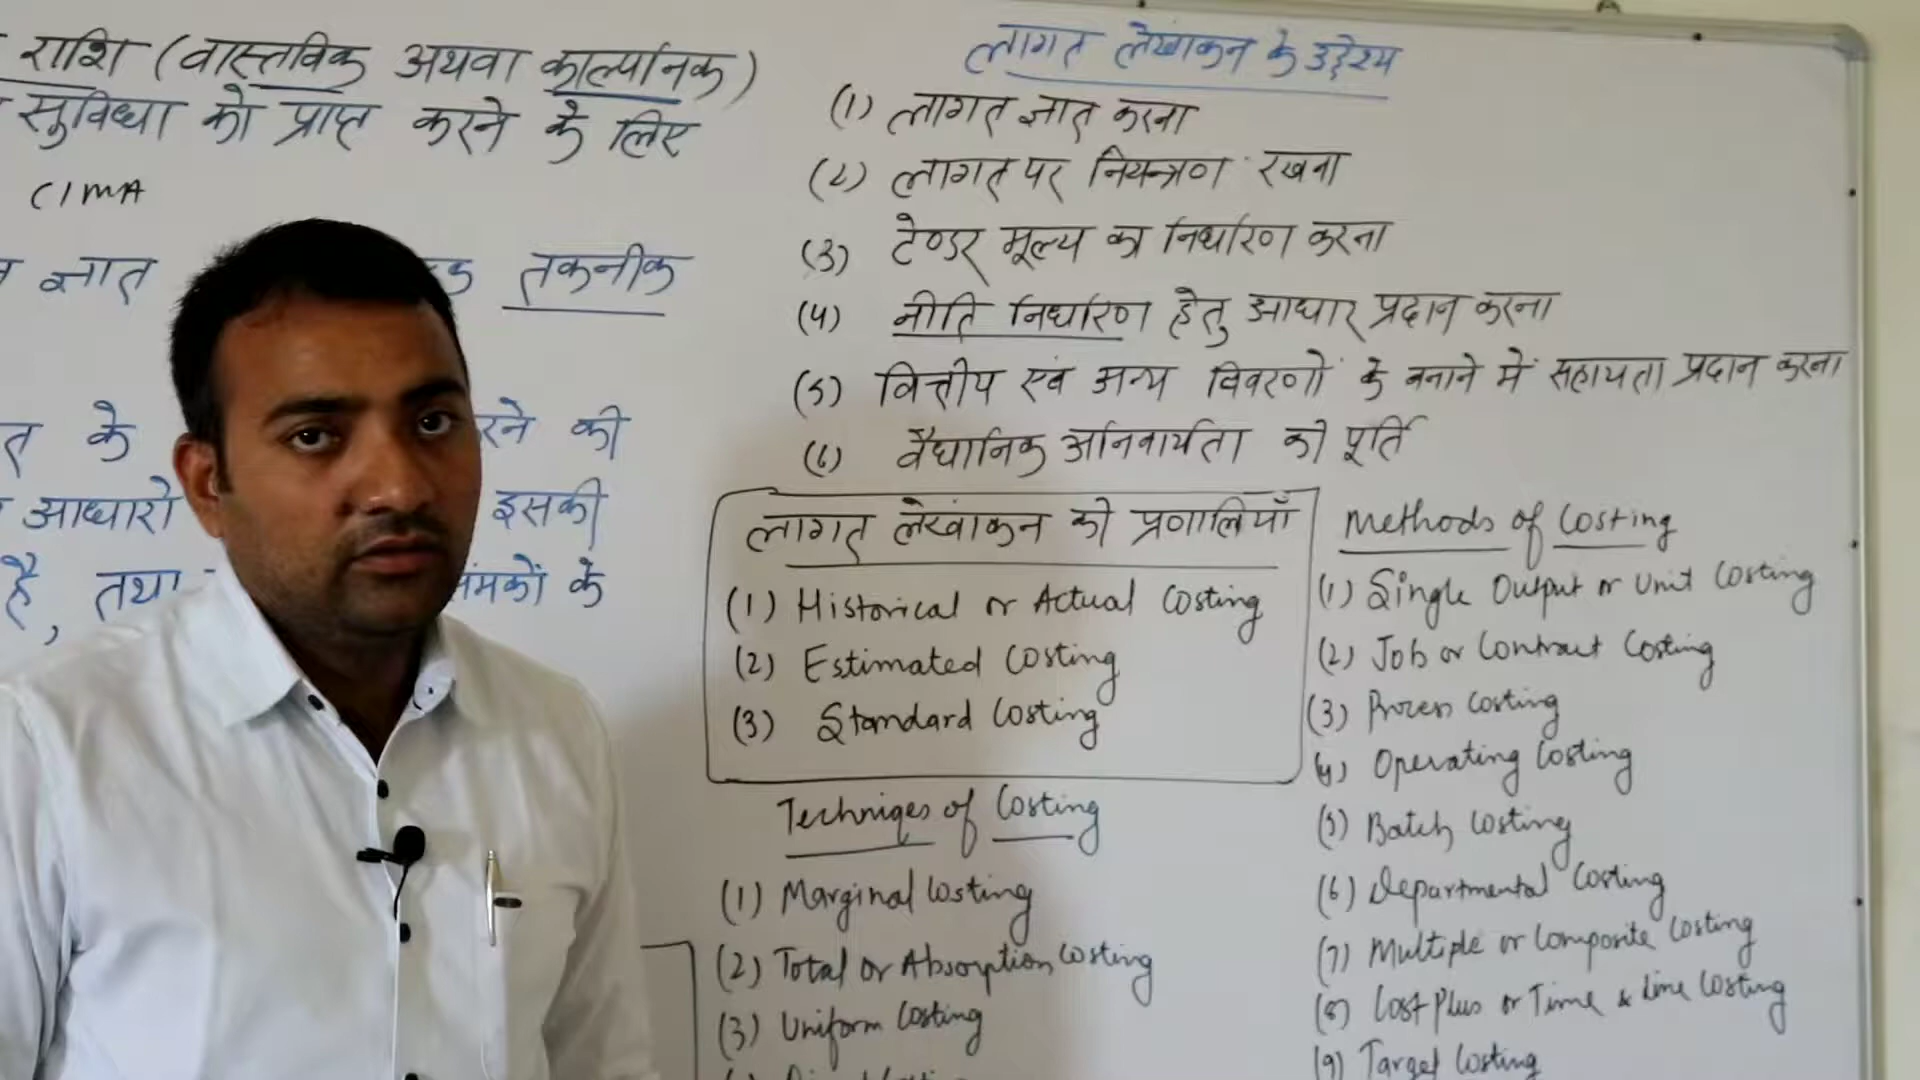 राशि (वास्तविक अथवा काल्पनिक)
सुविधा को प्राप्त करने के लिए
CIMA
ज्ञात तकनीक
त के रने की
आधारो इसकी
है, तथा के
लागत लेखाकन के उद्देश्य
(1) लागत ज्ञात करना
(2) लागत पर नियन्त्रण रखना
(3) टेण्डर मूल्य का निर्धारण करना
(4) नीति निर्धारण हेतु आधार प्रदान करना
(5) वित्तीय एवं अन्य विवरणों के बनाने में सहायता प्रदान करना
(6) वैधानिक अनिवार्यता की पूर्ति
लागत लेखांकन की प्रणालियाँ
(1) Historical or Actual Costing
(2) Estimated Costing
(3) Standard Costing
Techniqes of Costing
(1) Marginal Costing
(2) Total or Absorption Costing
(3) Uniform Costing
Methods of Costing
(1) Single Output or Unit Costing
(2) Job or Contract Costing
(3) Process Costing
(4) Operating Costing
(5) Batch Costing
(6) Departmental Costing
(7) Multiple or Composite Costing
(8) Cost Plus or Time & Line Costing
(9) Target Costing